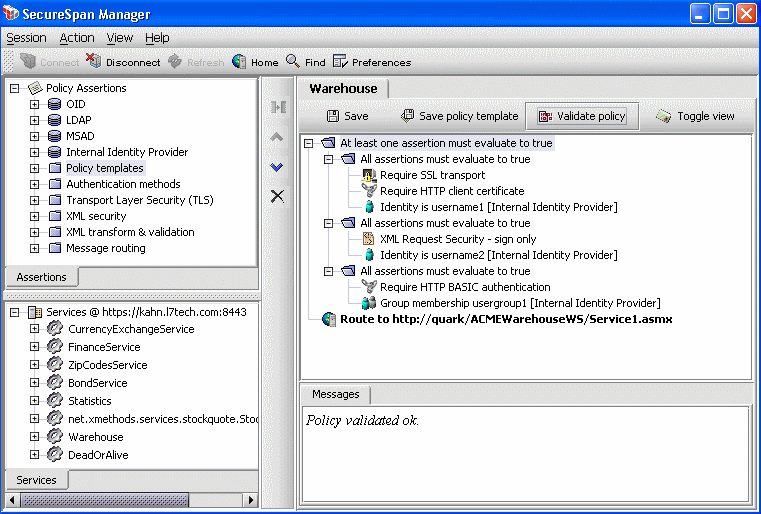 SecureSpan Manager
Session Action View Help
Connect Disconnect Refresh Home Find Preferences
Policy Assertions
OID
LDAP
MSAD
Internal Identity Provider
Policy templates
Authentication methods
Transport Layer Security (TLS)
XML security
XML transform & validation
Message routing
Assertions
Services @ https://kahn.l7tech.com:8443
CurrencyExchangeService
FinanceService
ZipCodesService
BondService
Statistics
net.xmethods.services.stockquote.Sto
Warehouse
DeadOrAlive
Services
Warehouse
Save Save policy template Validate policy Toggle view
At least one assertion must evaluate to true
All assertions must evaluate to true
Require SSL transport
Require HTTP client certificate
Identity is username1 [Internal Identity Provider]
All assertions must evaluate to true
XML Request Security - sign only
Identity is username2 [Internal Identity Provider]
All assertions must evaluate to true
Require HTTP BASIC authentication
Group membership usergroup1 [Internal Identity Provider]
Route to http://quark/ACMEWarehouseWS/Service1.asmx
Messages
Policy validated ok.